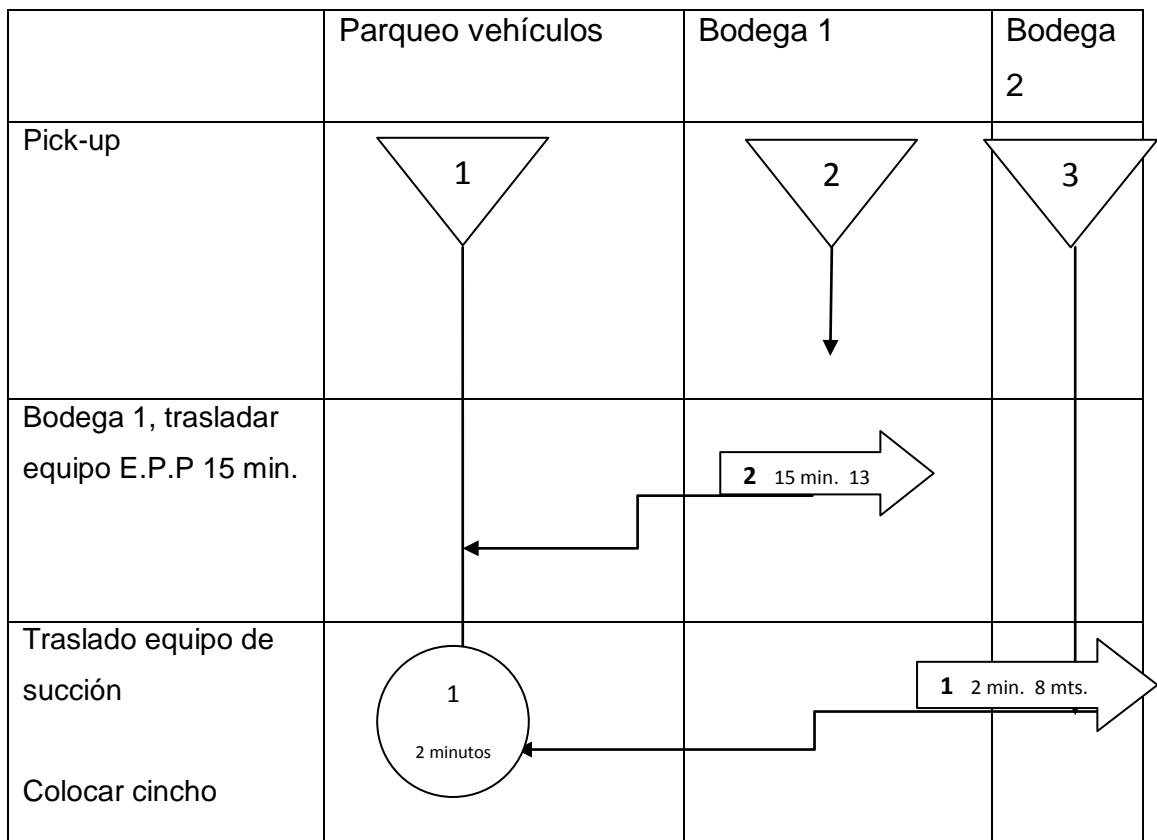 Parqueo vehículos
Bodega 1
Bodega
2
Pick-up
1
2
3
Bodega 1, trasladar
equipo E.P.P 15 min.
2 15 min. 13
Traslado equipo de
succión
Colocar cincho
1
2 minutos
1 2 min. 8 mts.